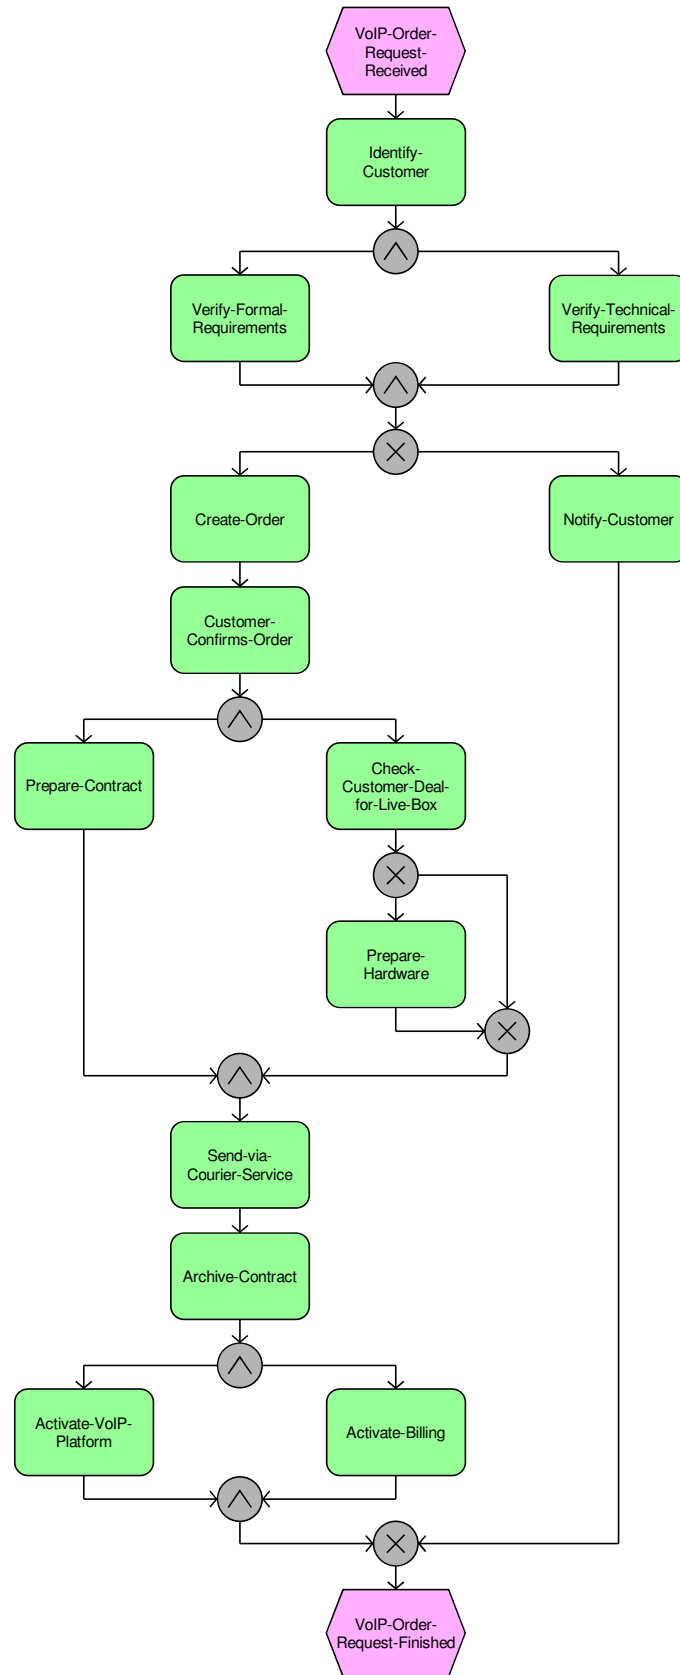 VoIP-Order-
Request-
Received
Identify-
Customer
Verify-Formal-
Requirements
Verify-Technical-
Requirements
Create-Order
Notify-Customer
Customer-
Confirms-Order
Prepare-Contract
Check-
Customer-Deal-
for-Live-Box
Prepare-
Hardware
Send-via-
Courier-Service
Archive-Contract
Activate-VoIP-
Platform
Activate-Billing
VoIP-Order-
Request-Finished